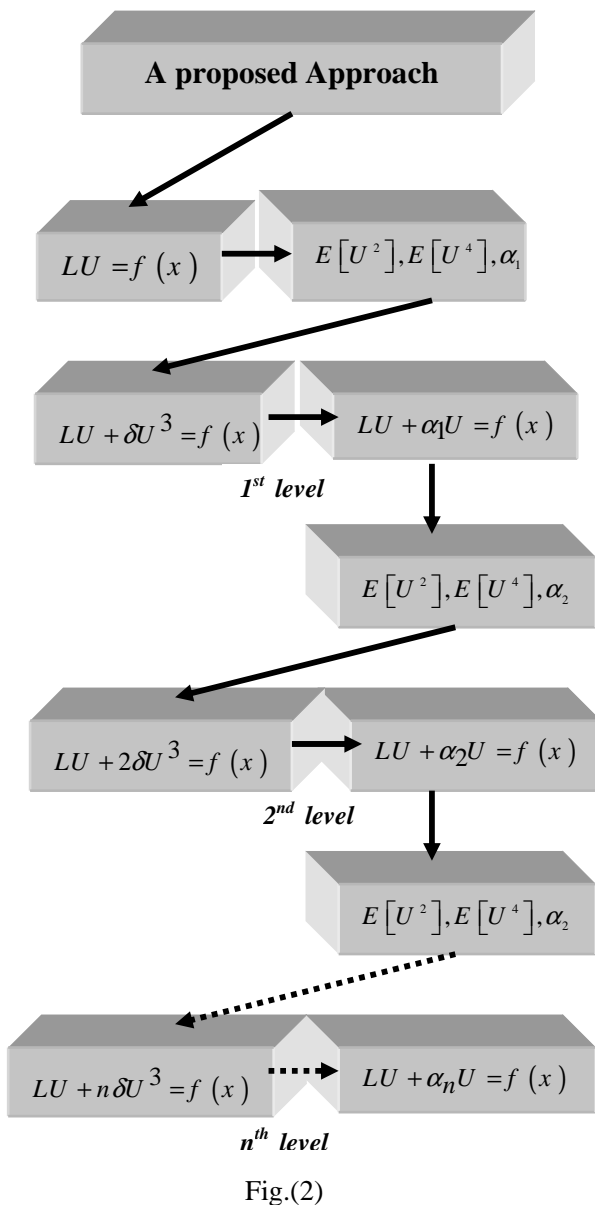 A proposed Approach
LU = f(x)
E[U²], E[U⁴], α₁
LU + δU³ = f(x)
LU + α₁U = f(x)
1ˢᵗ level
E[U²], E[U⁴], α₂
LU + 2δU³ = f(x)
LU + α₂U = f(x)
2ⁿᵈ level
E[U²], E[U⁴], α₂
LU + nδU³ = f(x)
LU + αₙU = f(x)
nᵗʰ level
Fig.(2)